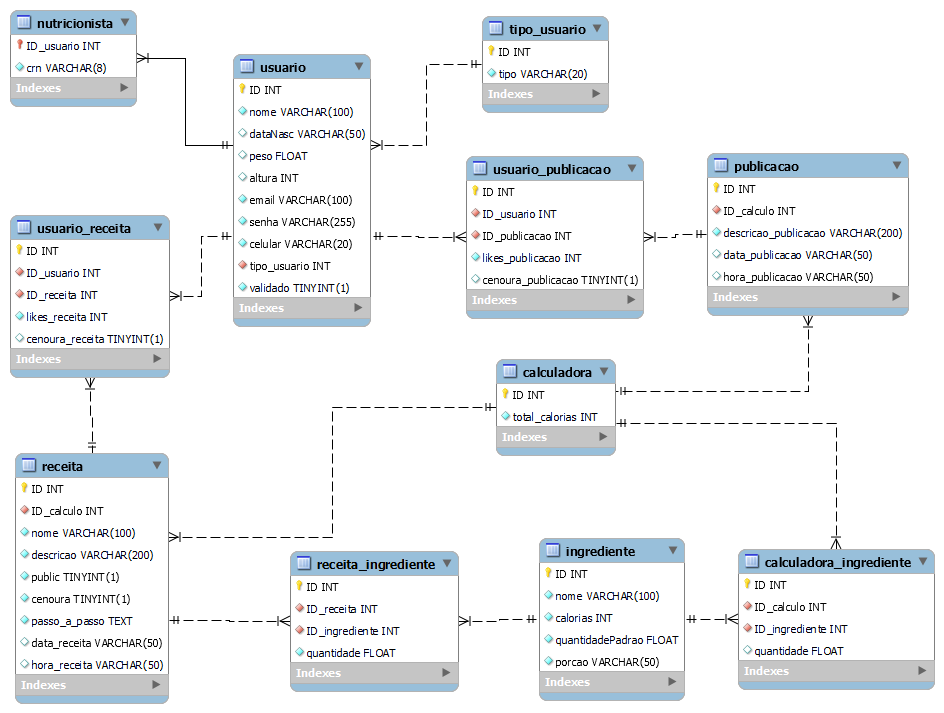 nutricionista
ID_usuario INT
crn VARCHAR(8)
Indexes
usuario
ID INT
nome VARCHAR(100)
dataNasc VARCHAR(50)
peso FLOAT
altura INT
email VARCHAR(100)
senha VARCHAR(255)
celular VARCHAR(20)
tipo_usuario INT
validado TINYINT(1)
Indexes
tipo_usuario
ID INT
tipo VARCHAR(20)
Indexes
usuario_publicacao
ID INT
ID_usuario INT
ID_publicacao INT
likes_publicacao INT
cenoura_publicacao TINYINT(1)
Indexes
publicacao
ID INT
ID_calculo INT
descricao_publicacao VARCHAR(200)
data_publicacao VARCHAR(50)
hora_publicacao VARCHAR(50)
Indexes
usuario_receita
ID INT
ID_usuario INT
ID_receita INT
likes_receita INT
cenoura_receita TINYINT(1)
Indexes
calculadora
ID INT
total_calorias INT
Indexes
receita
ID INT
ID_calculo INT
nome VARCHAR(100)
descricao VARCHAR(200)
public TINYINT(1)
cenoura TINYINT(1)
passo_a_passo TEXT
data_receita VARCHAR(50)
hora_receita VARCHAR(50)
Indexes
receita_ingrediente
ID INT
ID_receita INT
ID_ingrediente INT
quantidade FLOAT
Indexes
ingrediente
ID INT
nome VARCHAR(100)
calorias INT
quantidadePadrao FLOAT
porcao VARCHAR(50)
Indexes
calculadora_ingrediente
ID INT
ID_calculo INT
ID_ingrediente INT
quantidade FLOAT
Indexes